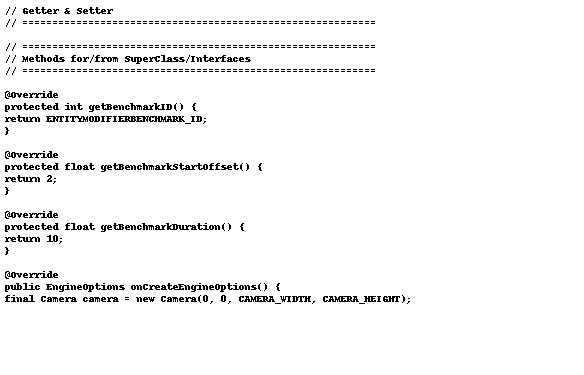 // Getter & Setter
// ===========================================================

// ===========================================================
// Methods for/from SuperClass/Interfaces
// ===========================================================

@Override
protected int getBenchmarkID() {
return ENTITYMODIFIERBENCHMARK_ID;
}

@Override
protected float getBenchmarkStartOffset() {
return 2;
}

@Override
protected float getBenchmarkDuration() {
return 10;
}

@Override
public EngineOptions onCreateEngineOptions() {
final Camera camera = new Camera(0, 0, CAMERA_WIDTH, CAMERA_HEIGHT);